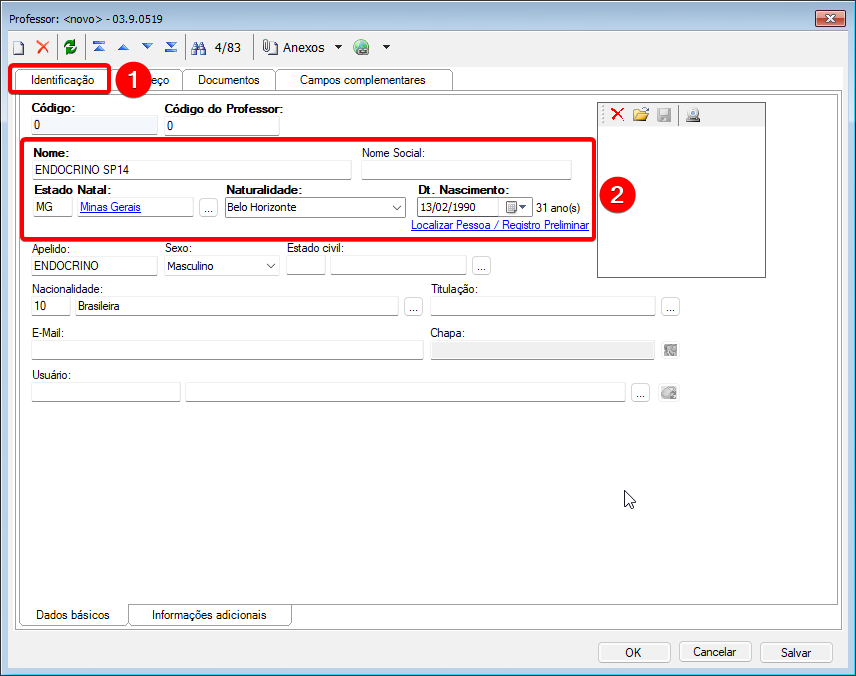 Professor: <novo> - 03.9.0519
4/83 Anexos
Identificação 1 eço Documentos Campos complementares
Código: Código do Professor:
0 0
Nome: Nome Social:
ENDOCRINO SP14
Estado Natal: Naturalidade: Dt. Nascimento:
MG Minas Gerais ... Belo Horizonte 13/02/1990 31 ano(s)
2
Localizar Pessoa / Registro Preliminar
Apelido: Sexo: Estado civil:
ENDOCRINO Masculino ...
Nacionalidade: Titulação:
10 Brasileira ... ...
E-Mail: Chapa:
Usuário:
...
Dados básicos Informações adicionais
OK Cancelar Salvar